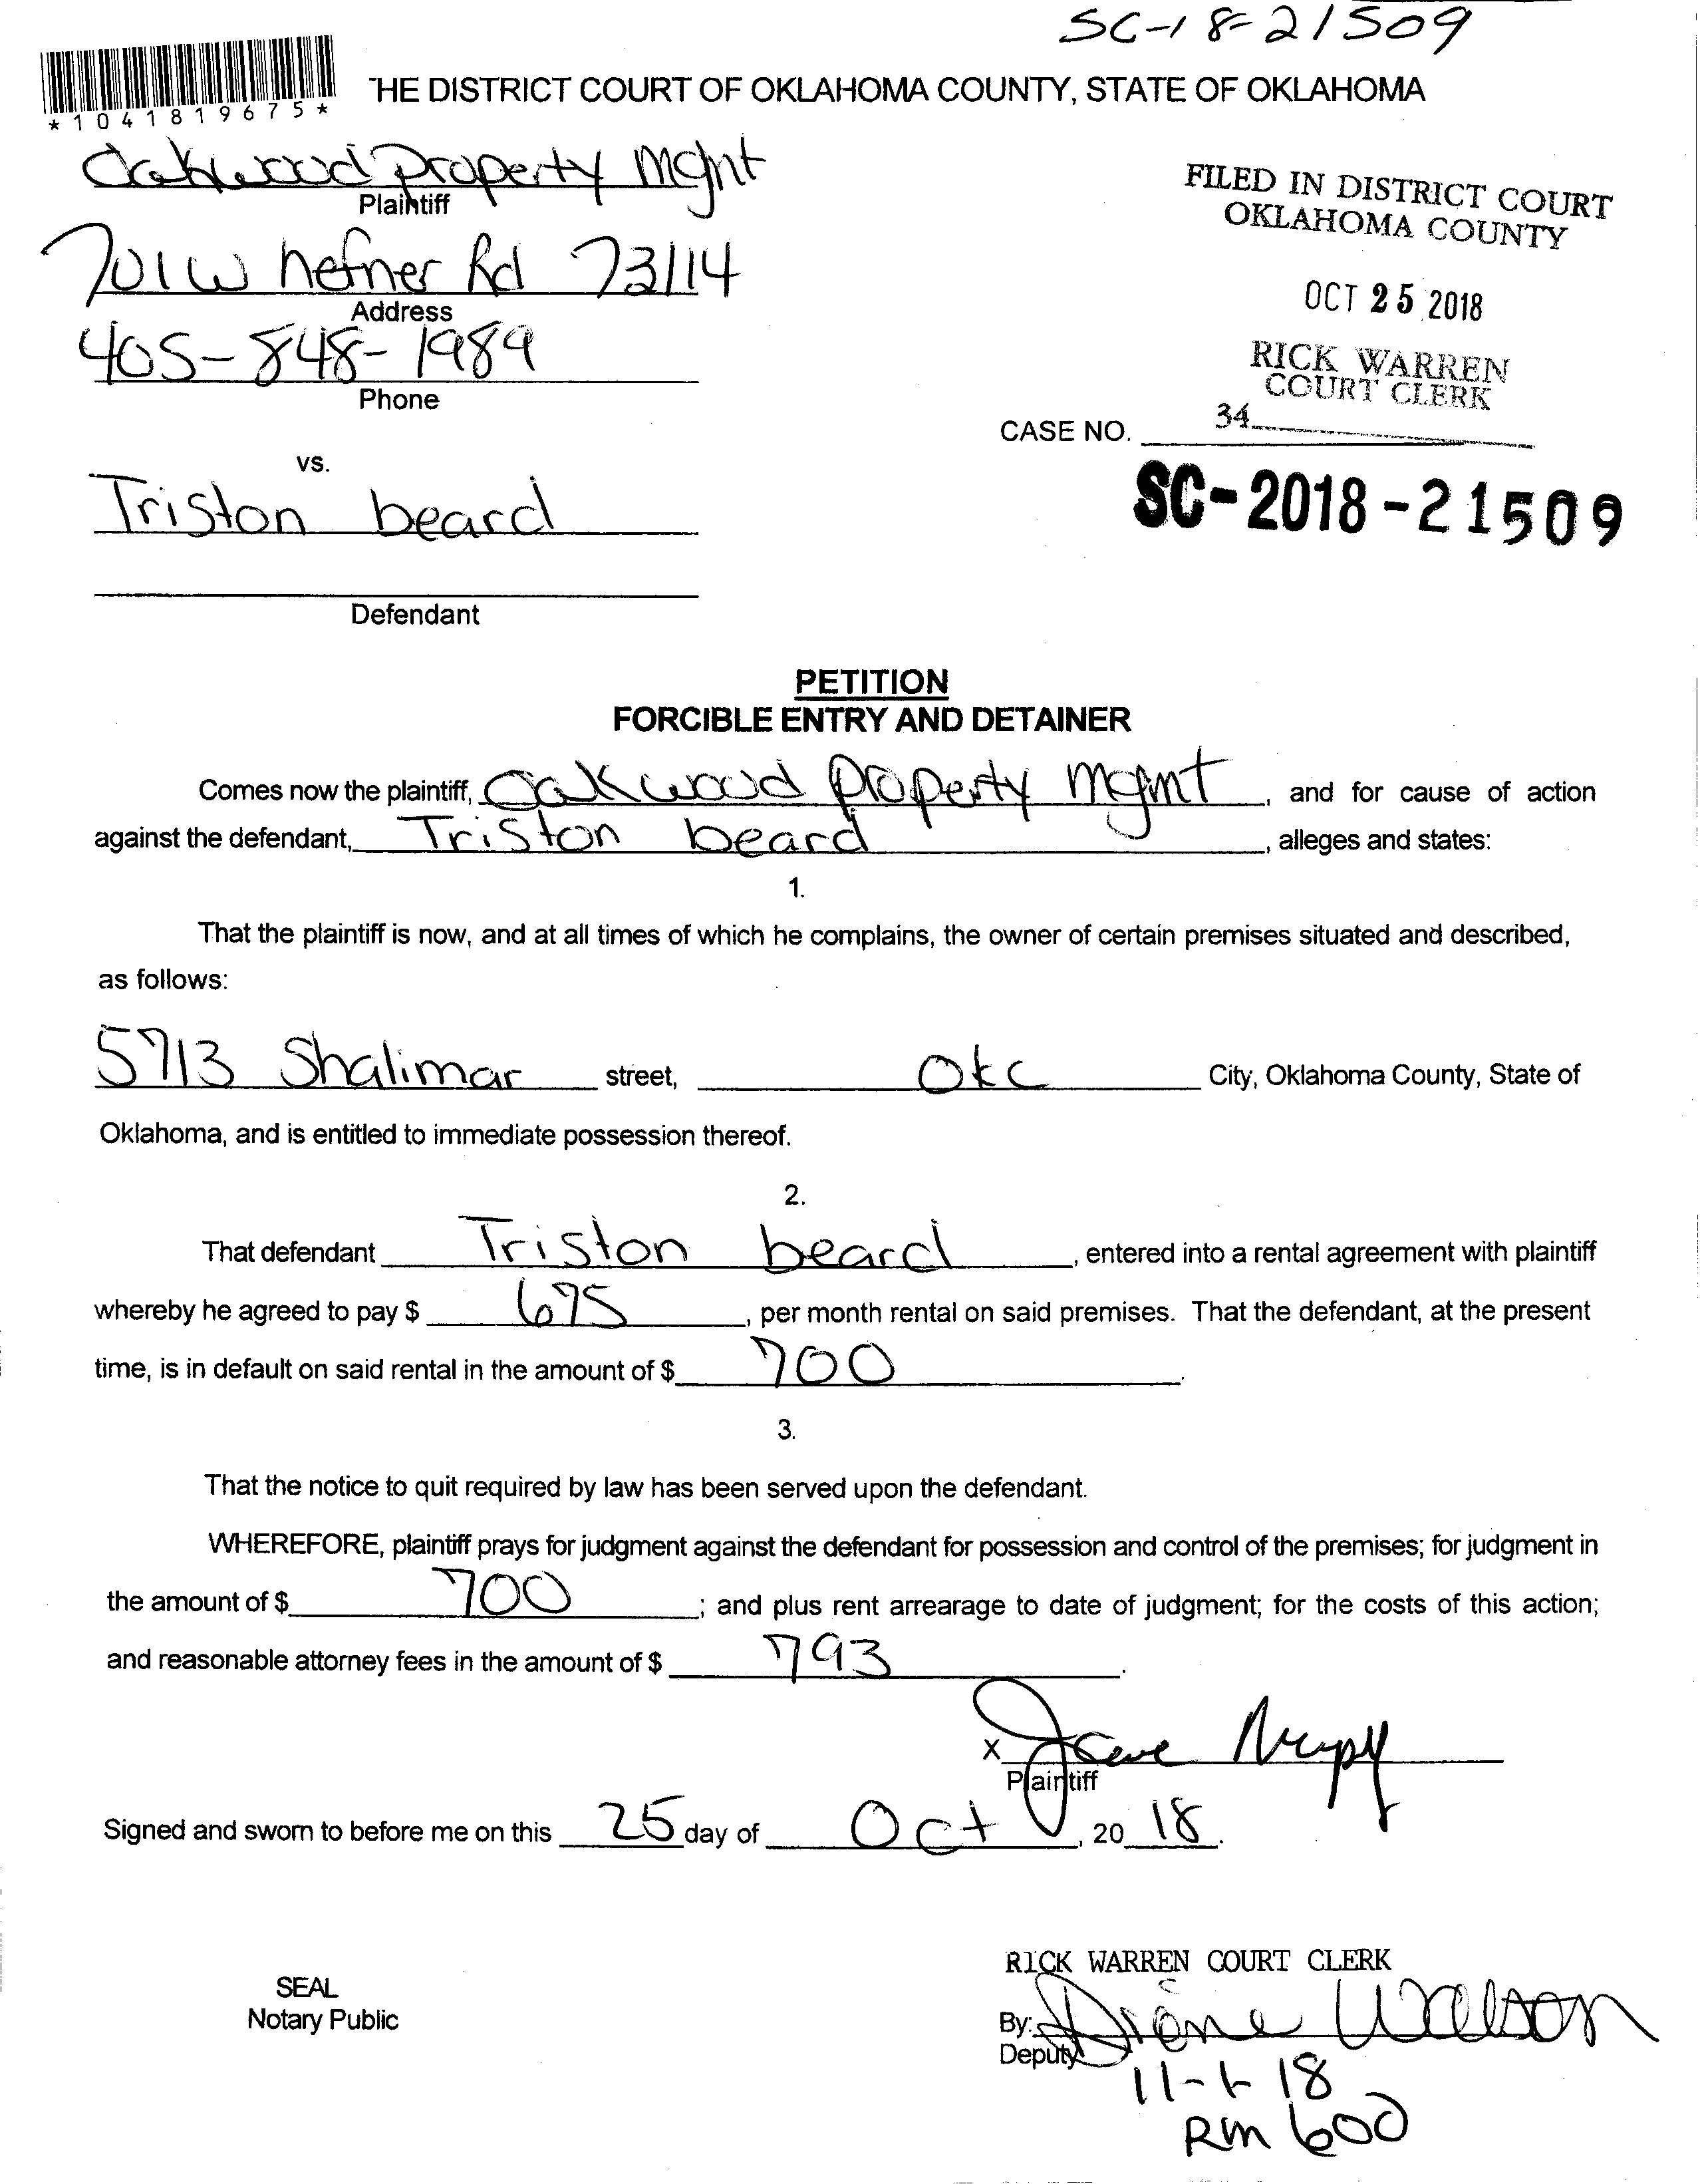 SC-18-21509
*1041819675*
THE DISTRICT COURT OF OKLAHOMA COUNTY, STATE OF OKLAHOMA
Oakwood Property Mgnt
Plaintiff
FILED IN DISTRICT COURT
OKLAHOMA COUNTY
701 W hefner Rd 73114
Address
OCT 25 2018
405-848-1989
Phone
RICK WARREN
COURT CLERK
34
CASE NO.
vs.
SC-2018-21509
Triston beard
Defendant
PETITION
FORCIBLE ENTRY AND DETAINER
Comes now the plaintiff, Oakwood Property Mgmt, and for cause of action
against the defendant, Triston beard, alleges and states:
1.
That the plaintiff is now, and at all times of which he complains, the owner of certain premises situated and described,
as follows:
5713 Shalimar street, OKC City, Oklahoma County, State of
Oklahoma, and is entitled to immediate possession thereof.
2.
That defendant Triston beard, entered into a rental agreement with plaintiff
whereby he agreed to pay $ 695, per month rental on said premises. That the defendant, at the present
time, is in default on said rental in the amount of $ 700.
3.
That the notice to quit required by law has been served upon the defendant.
WHEREFORE, plaintiff prays for judgment against the defendant for possession and control of the premises; for judgment in
the amount of $ 700; and plus rent arrearage to date of judgment; for the costs of this action;
and reasonable attorney fees in the amount of $ 793.
X
Plaintiff
Signed and sworn to before me on this 25 day of Oct, 20 18.
RICK WARREN COURT CLERK
SEAL
Notary Public
By: Diane Watson
Deputy
11-1-18
Rm 600